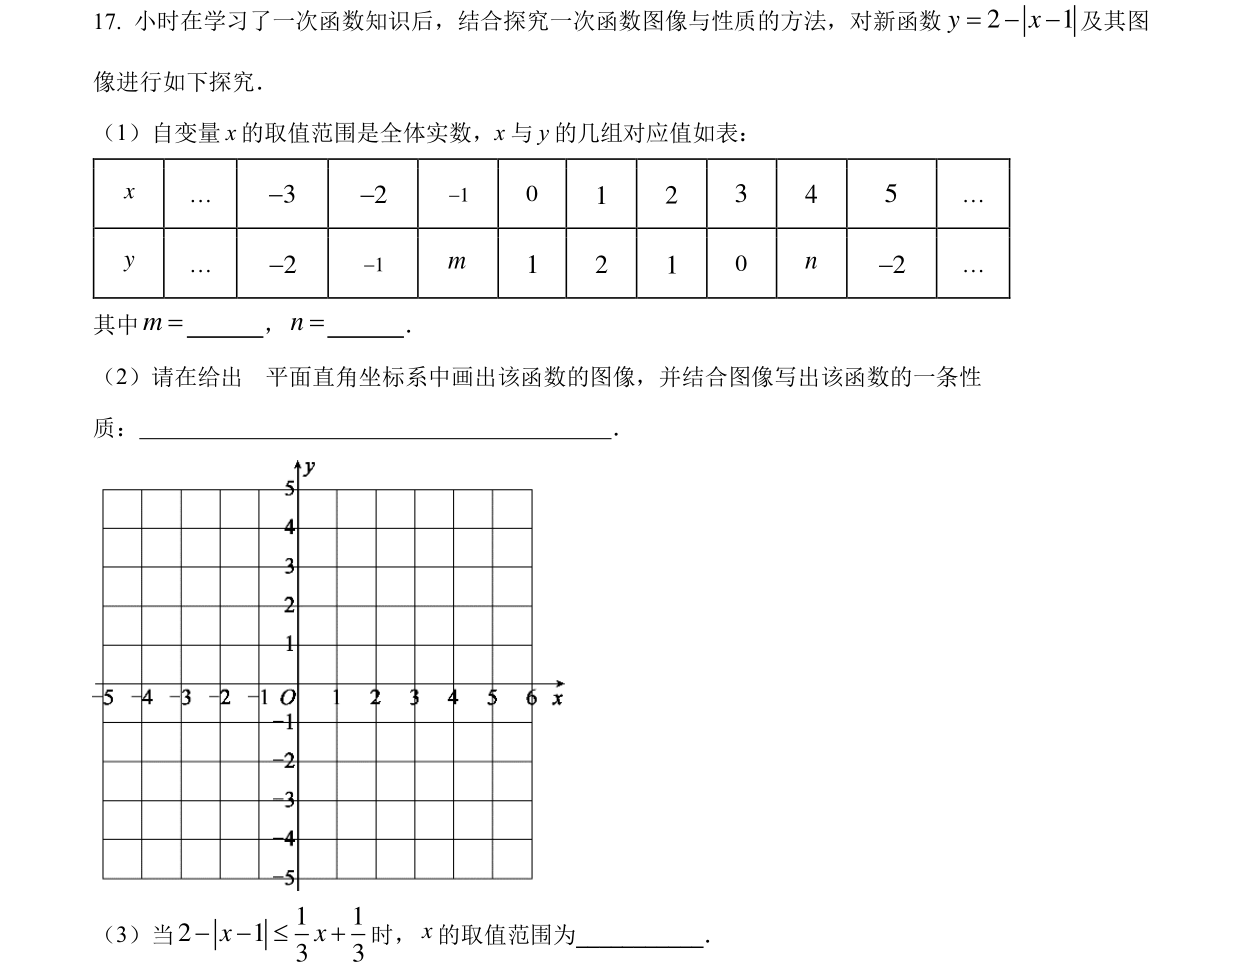 17. 小时在学习了一次函数知识后，结合探究一次函数图像与性质的方法，对新函数 y = 2 − |x − 1| 及其图
像进行如下探究．
（1）自变量 x 的取值范围是全体实数，x 与 y 的几组对应值如表：
x … −3 −2 −1 0 1 2 3 4 5 …
y … −2 −1 m 1 2 1 0 n −2 …
其中 m = ______，n = ______．
（2）请在给出 平面直角坐标系中画出该函数的图像，并结合图像写出该函数的一条性
质：______________________________________．
y
5
4
3
2
1
−5 −4 −3 −2 −1 O 1 2 3 4 5 6 x
−1
−2
−3
−4
−5
（3）当 2 − |x − 1| ≤ 1/3 x + 1/3 时，x 的取值范围为__________．